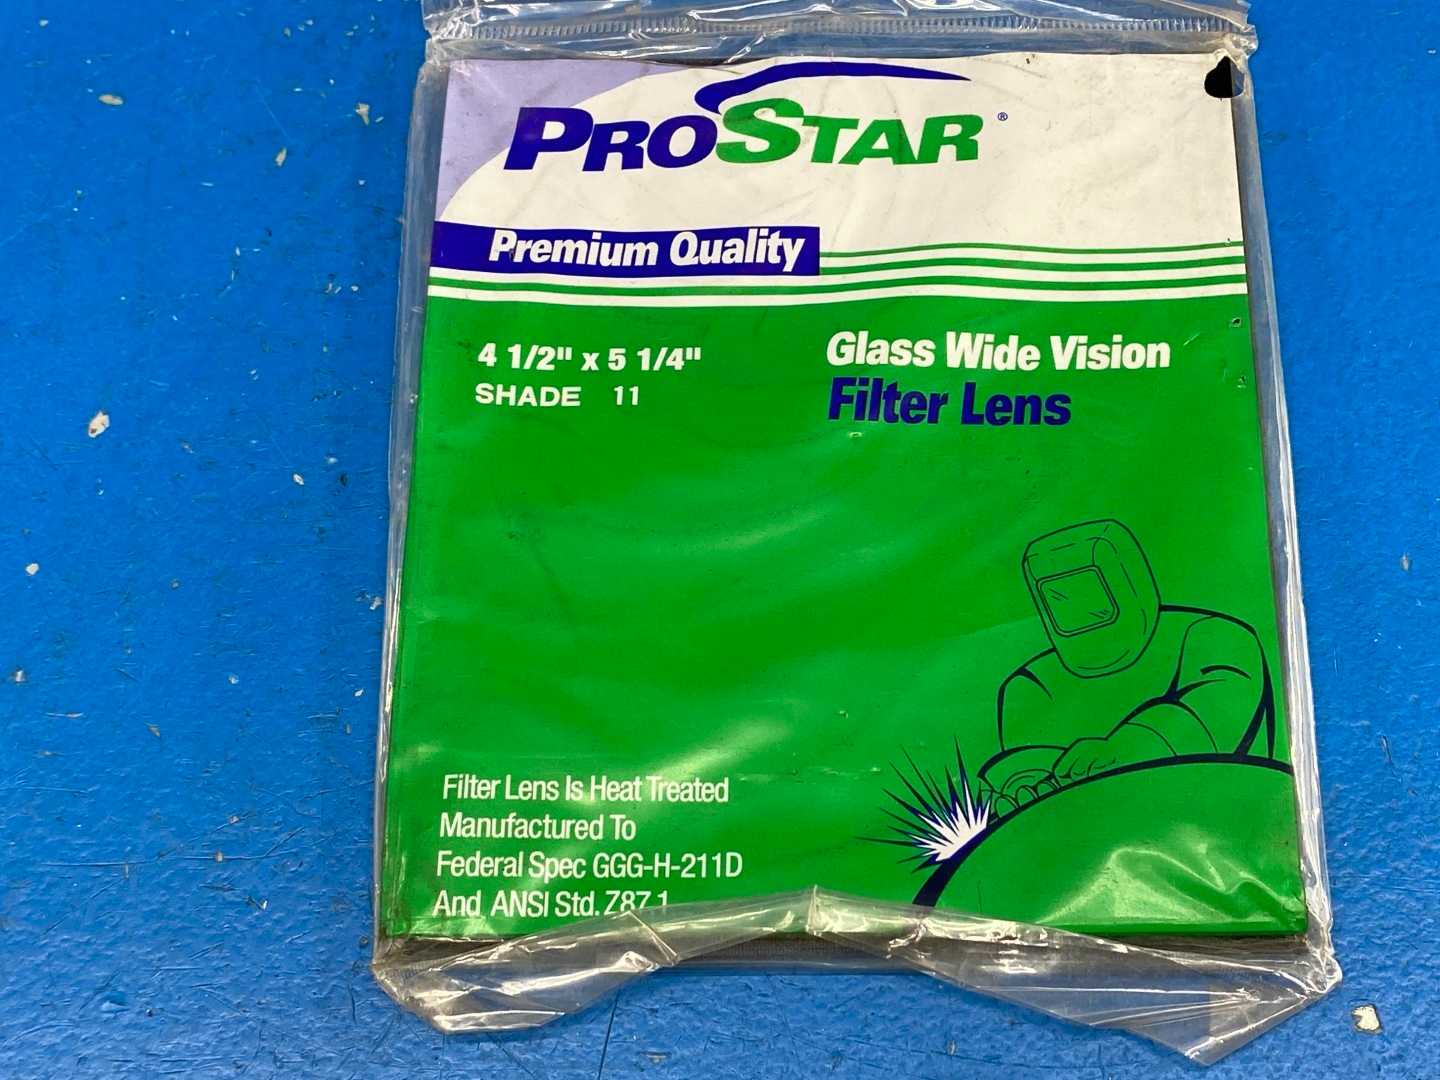 PROSTAR®
Premium Quality
4 1/2" x 5 1/4"
SHADE 11
Glass Wide Vision
Filter Lens
Filter Lens Is Heat Treated
Manufactured To
Federal Spec GGG-H-211D
And ANSI Std. Z87.1